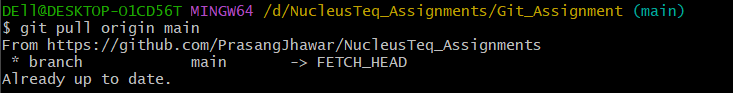 DEll@DESKTOP-O1CD56T MINGW64 /d/NucleusTeq_Assignments/Git_Assignment (main)
$ git pull origin main
From https://github.com/PrasangJhawar/NucleusTeq_Assignments
 * branch            main       -> FETCH_HEAD
Already up to date.